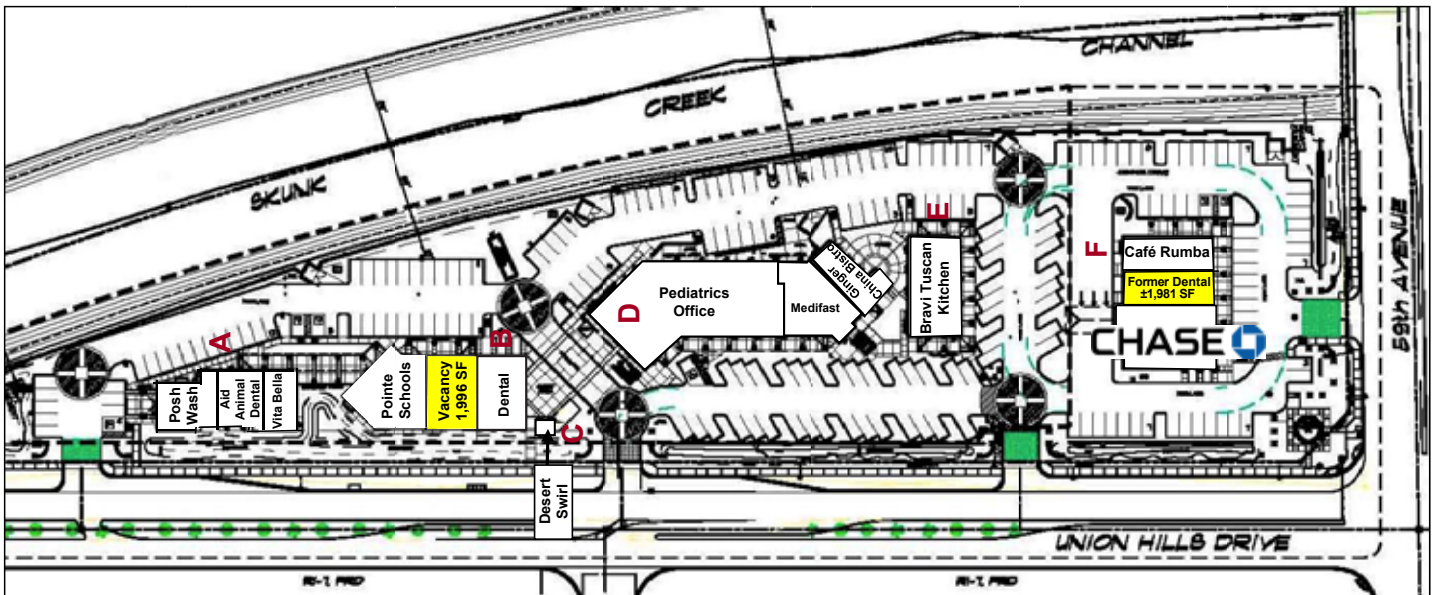 CHANNEL
CREEK
SKUNK
59th AVENUE
A
B
C
D
E
F
Posh
Wash
Aid
Animal
Dental
Vita Bella
Pointe
Schools
Vacancy
1,996 SF
Dental
Desert
Swirl
Pediatrics
Office
Medifast
Ginger
China Bistro
Bravi Tuscan
Kitchen
Café Rumba
Former Dental
±1,981 SF
CHASE
UNION HILLS DRIVE
R1-7 PRD
R1-7 PRD